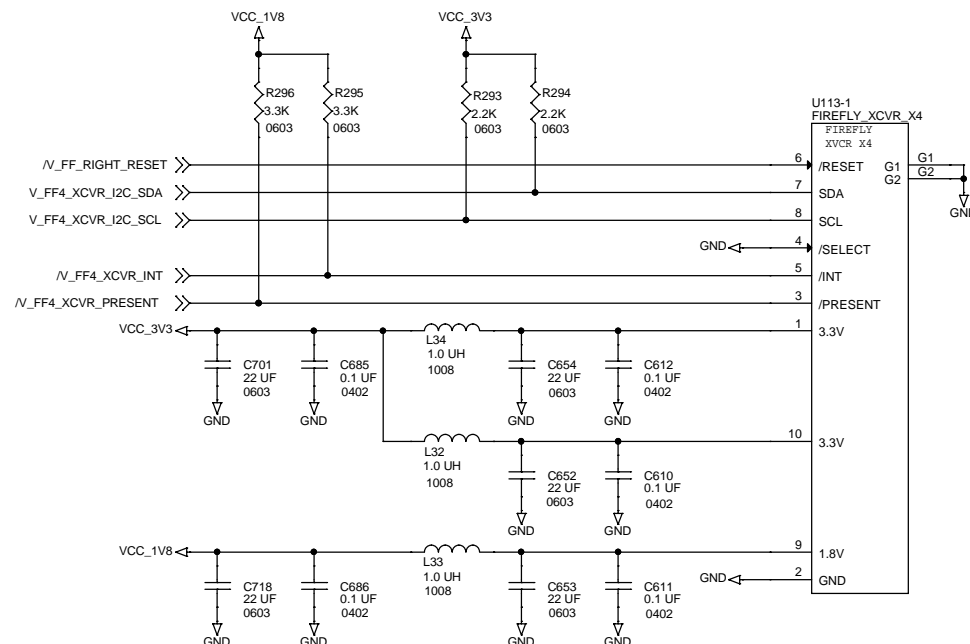 VCC_1V8
VCC_3V3
R296
3.3K
0603
R295
3.3K
0603
R293
2.2K
0603
R294
2.2K
0603
U113-1
FIREFLY_XCVR_X4
FIREFLY
XVCR X4
/V_FF_RIGHT_RESET
6
/RESET
G1
G1
G2
G2
GND
V_FF4_XCVR_I2C_SDA
7
SDA
V_FF4_XCVR_I2C_SCL
8
SCL
GND
4
/SELECT
/V_FF4_XCVR_INT
5
/INT
/V_FF4_XCVR_PRESENT
3
/PRESENT
VCC_3V3
L34
1.0 UH
1008
1
3.3V
C701
22 UF
0603
GND
C685
0.1 UF
0402
GND
C654
22 UF
0603
GND
C612
0.1 UF
0402
GND
L32
1.0 UH
1008
10
3.3V
C652
22 UF
0603
GND
C610
0.1 UF
0402
GND
VCC_1V8
L33
1.0 UH
1008
9
1.8V
GND
2
GND
C718
22 UF
0603
GND
C686
0.1 UF
0402
GND
C653
22 UF
0603
GND
C611
0.1 UF
0402
GND